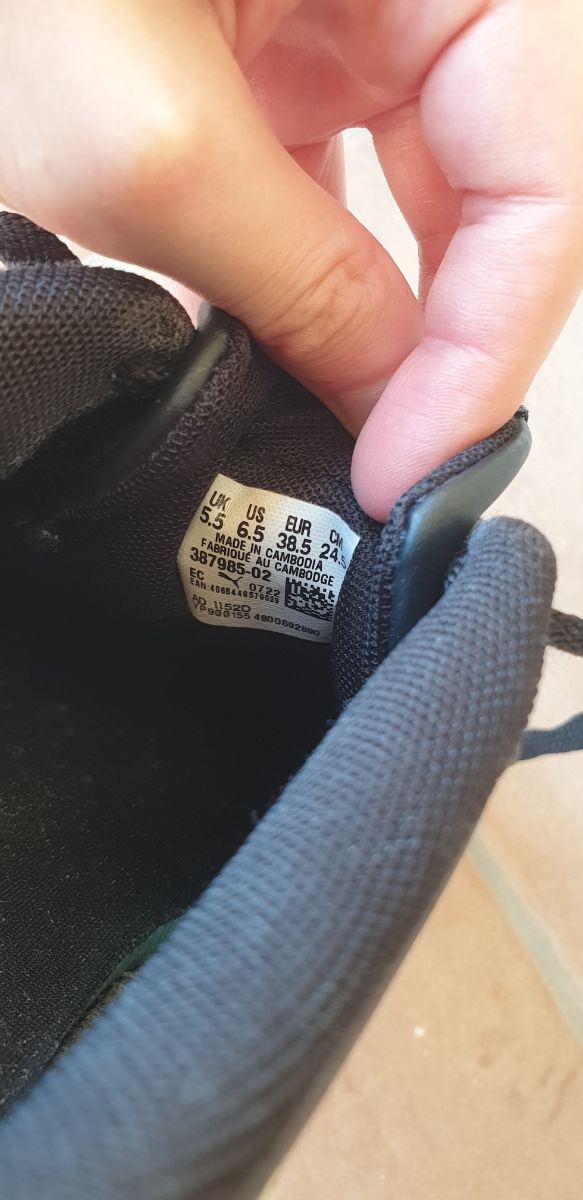 UK US EUR
5.5 6.5 38.5 24.5
MADE IN CAMBODIA
FABRIQUÉ AU CAMBODGE
387985-02
EC 0722
AD 1152D
YP900155